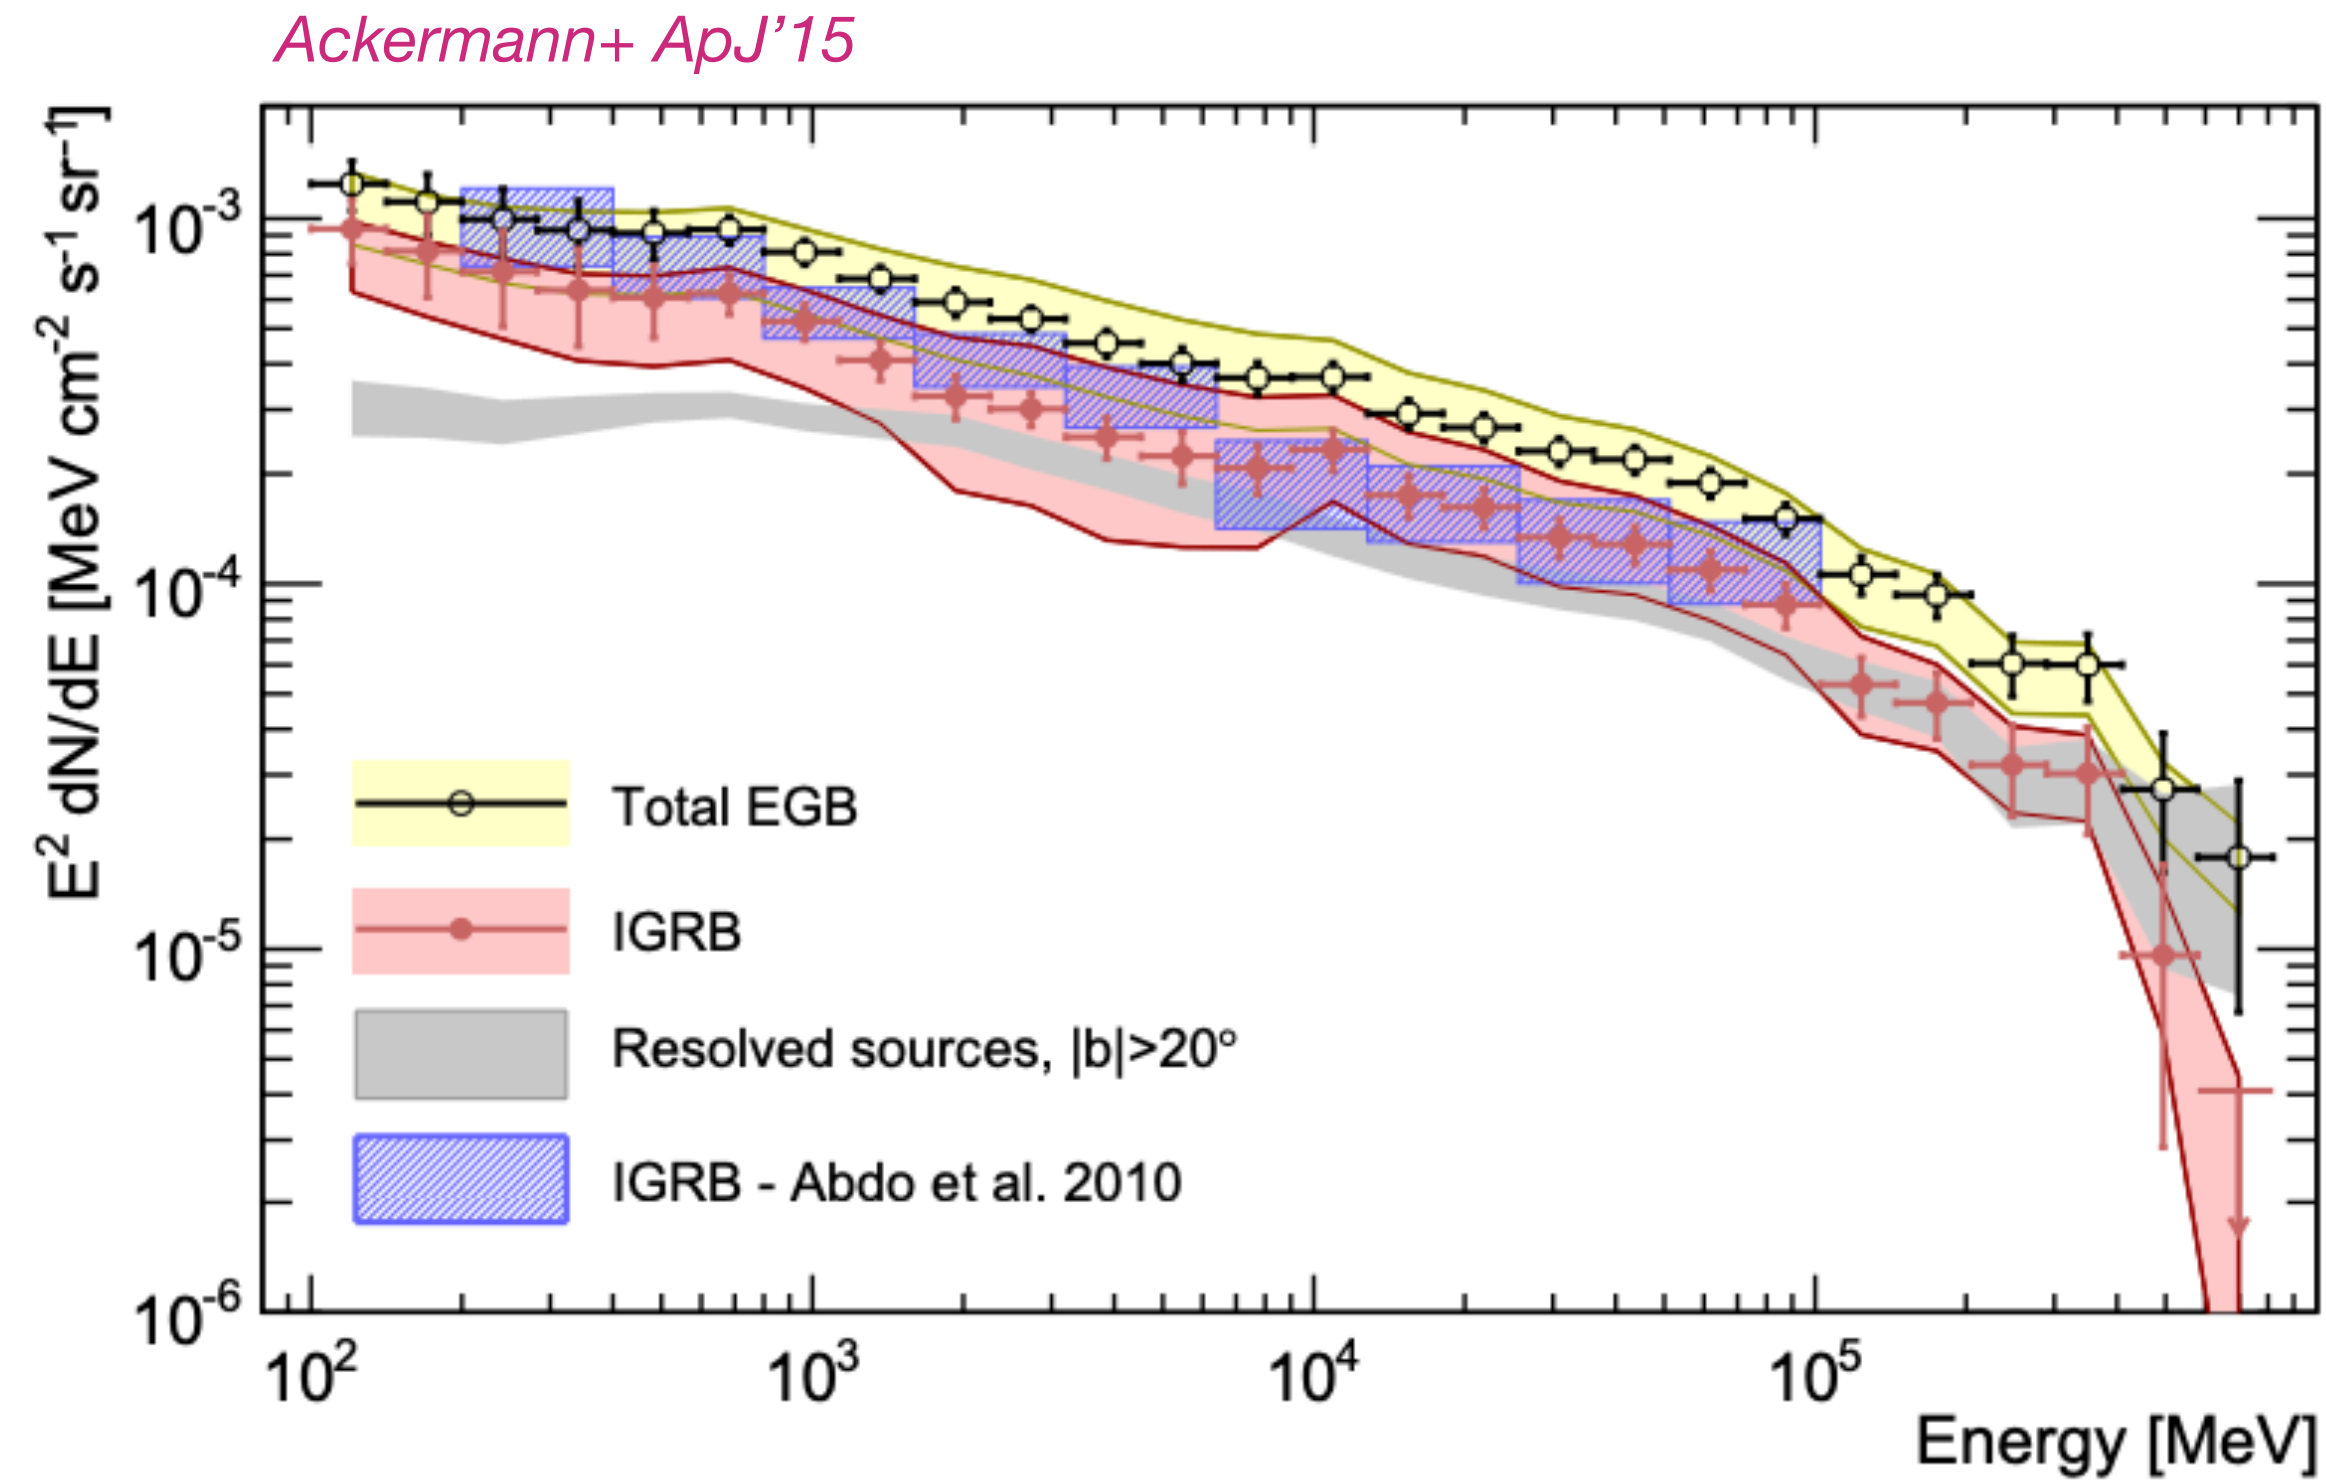 Ackermann+ ApJ'15
E² dN/dE [MeV cm⁻² s⁻¹ sr⁻¹]
10⁻³
10⁻⁴
10⁻⁵
10⁻⁶
Total EGB
IGRB
Resolved sources, |b|>20°
IGRB - Abdo et al. 2010
10² 10³ 10⁴ 10⁵
Energy [MeV]